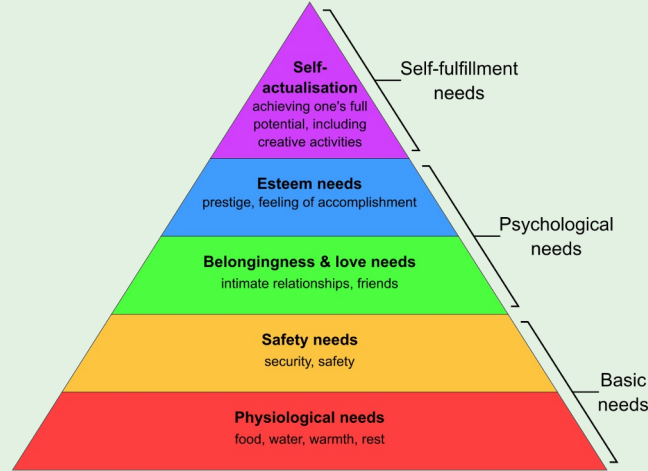 Self-
actualisation
achieving one's full
potential, including
creative activities
Self-fulfillment
needs
Esteem needs
prestige, feeling of accomplishment
Psychological
needs
Belongingness & love needs
intimate relationships, friends
Safety needs
security, safety
Basic
needs
Physiological needs
food, water, warmth, rest